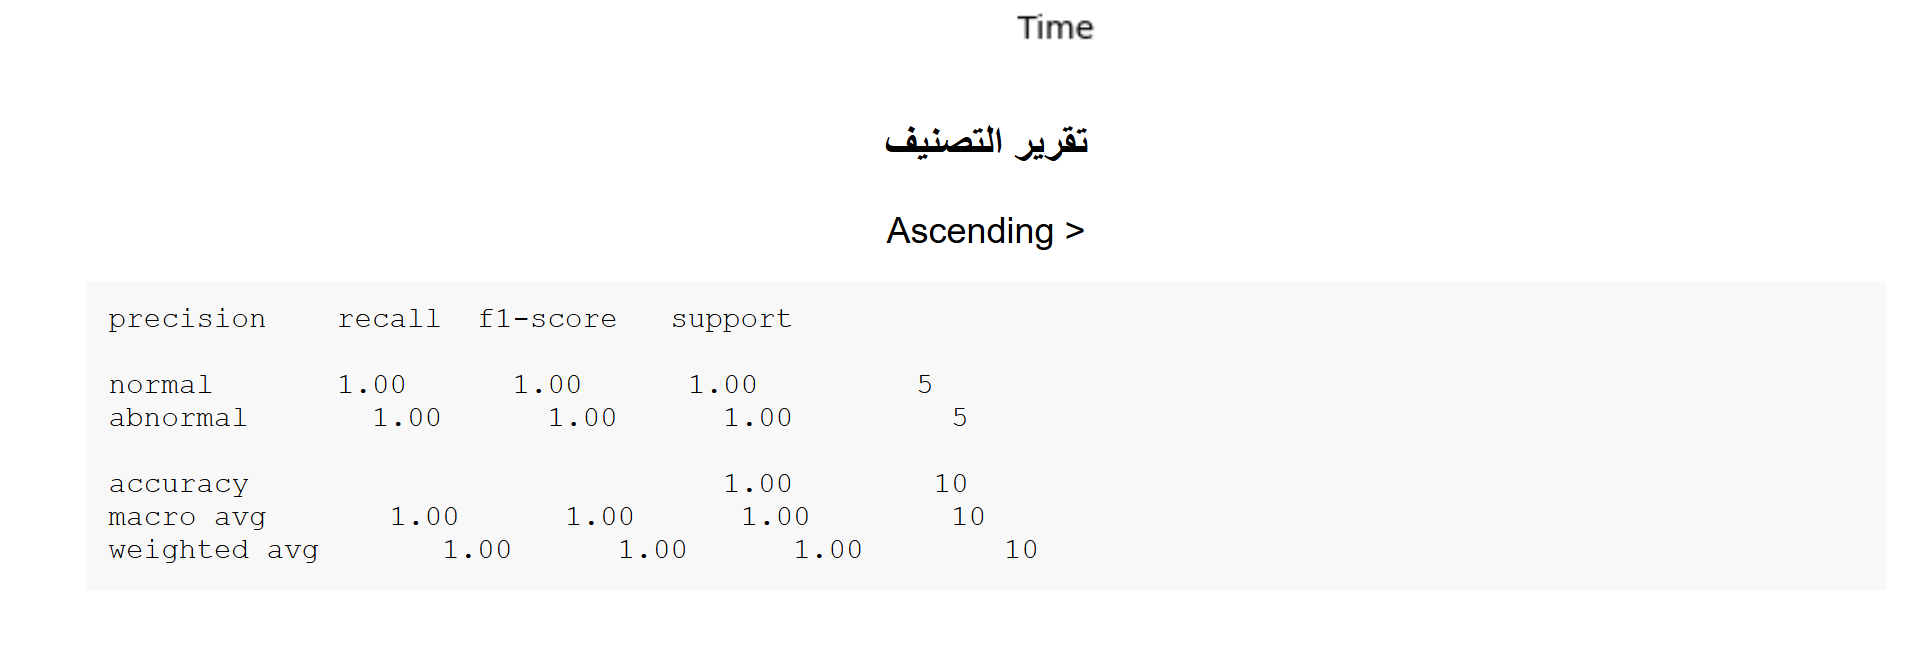 Time
تقرير التصنيف
Ascending >
precision    recall  f1-score   support
normal       1.00      1.00      1.00         5
abnormal       1.00      1.00      1.00         5
accuracy                           1.00        10
macro avg       1.00      1.00      1.00        10
weighted avg       1.00      1.00      1.00        10